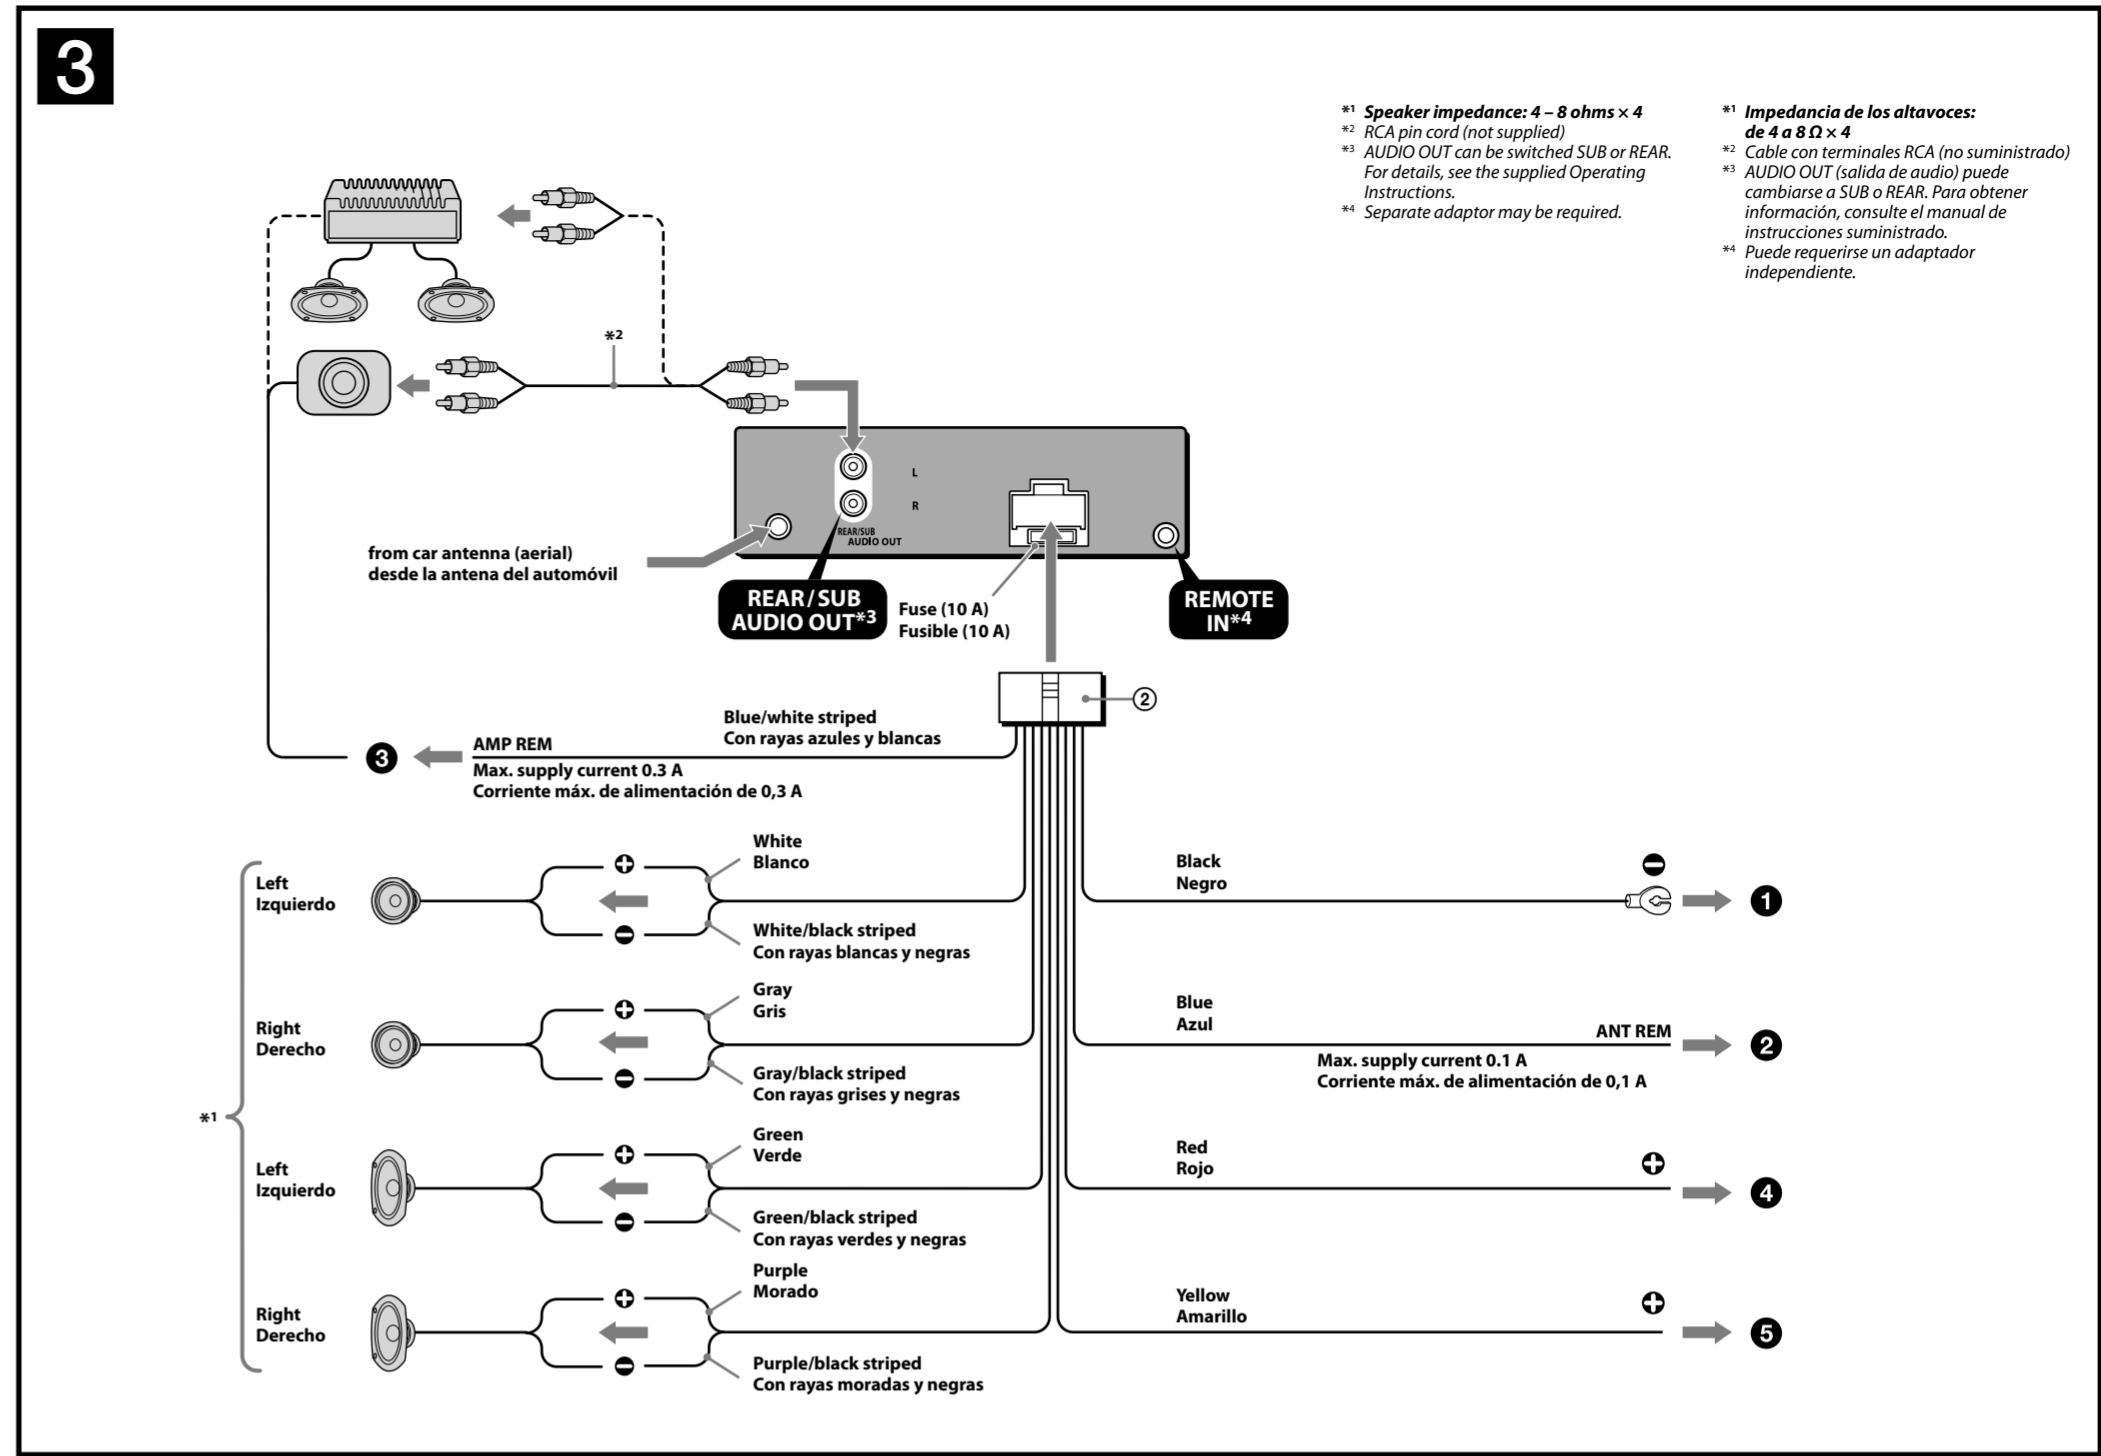 3
*1 Speaker impedance: 4 – 8 ohms × 4
*2 RCA pin cord (not supplied)
*3 AUDIO OUT can be switched SUB or REAR.
For details, see the supplied Operating
Instructions.
*4 Separate adaptor may be required.
*1 Impedancia de los altavoces:
de 4 a 8 Ω × 4
*2 Cable con terminales RCA (no suministrado)
*3 AUDIO OUT (salida de audio) puede
cambiarse a SUB o REAR. Para obtener
información, consulte el manual de
instrucciones suministrado.
*4 Puede requerirse un adaptador
independiente.
*2
L
R
REAR/SUB
AUDIO OUT
from car antenna (aerial)
desde la antena del automóvil
REAR/SUB
AUDIO OUT*3
Fuse (10 A)
Fusible (10 A)
REMOTE
IN*4
②
Blue/white striped
Con rayas azules y blancas
❸
AMP REM
Max. supply current 0.3 A
Corriente máx. de alimentación de 0,3 A
*1
Left
Izquierdo
+
−
White
Blanco
White/black striped
Con rayas blancas y negras
Right
Derecho
+
−
Gray
Gris
Gray/black striped
Con rayas grises y negras
Left
Izquierdo
+
−
Green
Verde
Green/black striped
Con rayas verdes y negras
Right
Derecho
+
−
Purple
Morado
Purple/black striped
Con rayas moradas y negras
Black
Negro
−
❶
Blue
Azul
ANT REM
❷
Max. supply current 0.1 A
Corriente máx. de alimentación de 0,1 A
Red
Rojo
+
❹
Yellow
Amarillo
+
❺